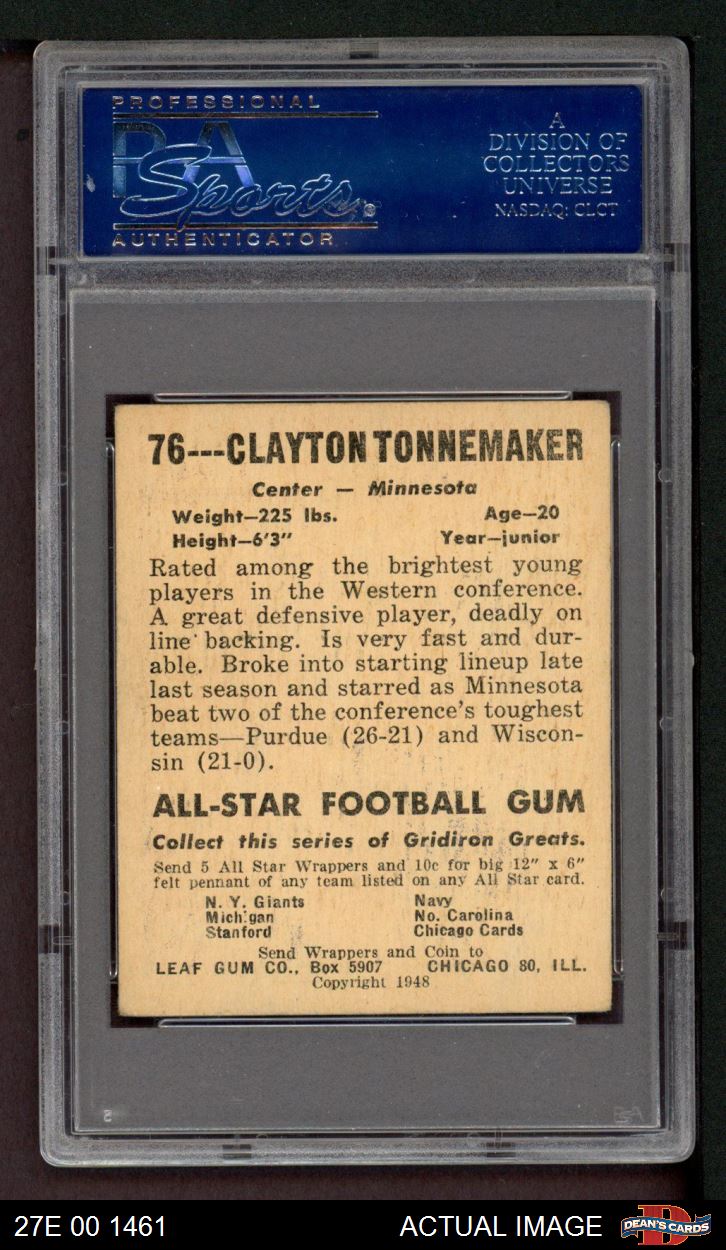 PROFESSIONAL
PSA
Sports®
AUTHENTICATOR
A
DIVISION OF
COLLECTORS
UNIVERSE
NASDAQ: CLCT
76---CLAYTON TONNEMAKER
Center — Minnesota
Weight—225 lbs. Age—20
Height—6'3" Year—junior
Rated among the brightest young
players in the Western conference.
A great defensive player, deadly on
line backing. Is very fast and dur-
able. Broke into starting lineup late
last season and starred as Minnesota
beat two of the conference's toughest
teams—Purdue (26-21) and Wiscon-
sin (21-0).
ALL-STAR FOOTBALL GUM
Collect this series of Gridiron Greats.
Send 5 All Star Wrappers and 10c for big 12" x 6"
felt pennant of any team listed on any All Star card.
N. Y. Giants Navy
Michigan No. Carolina
Stanford Chicago Cards
Send Wrappers and Coin to
LEAF GUM CO., Box 5907 CHICAGO 80, ILL.
Copyright 1948
27E 00 1461 ACTUAL IMAGE DEAN'S CARDS